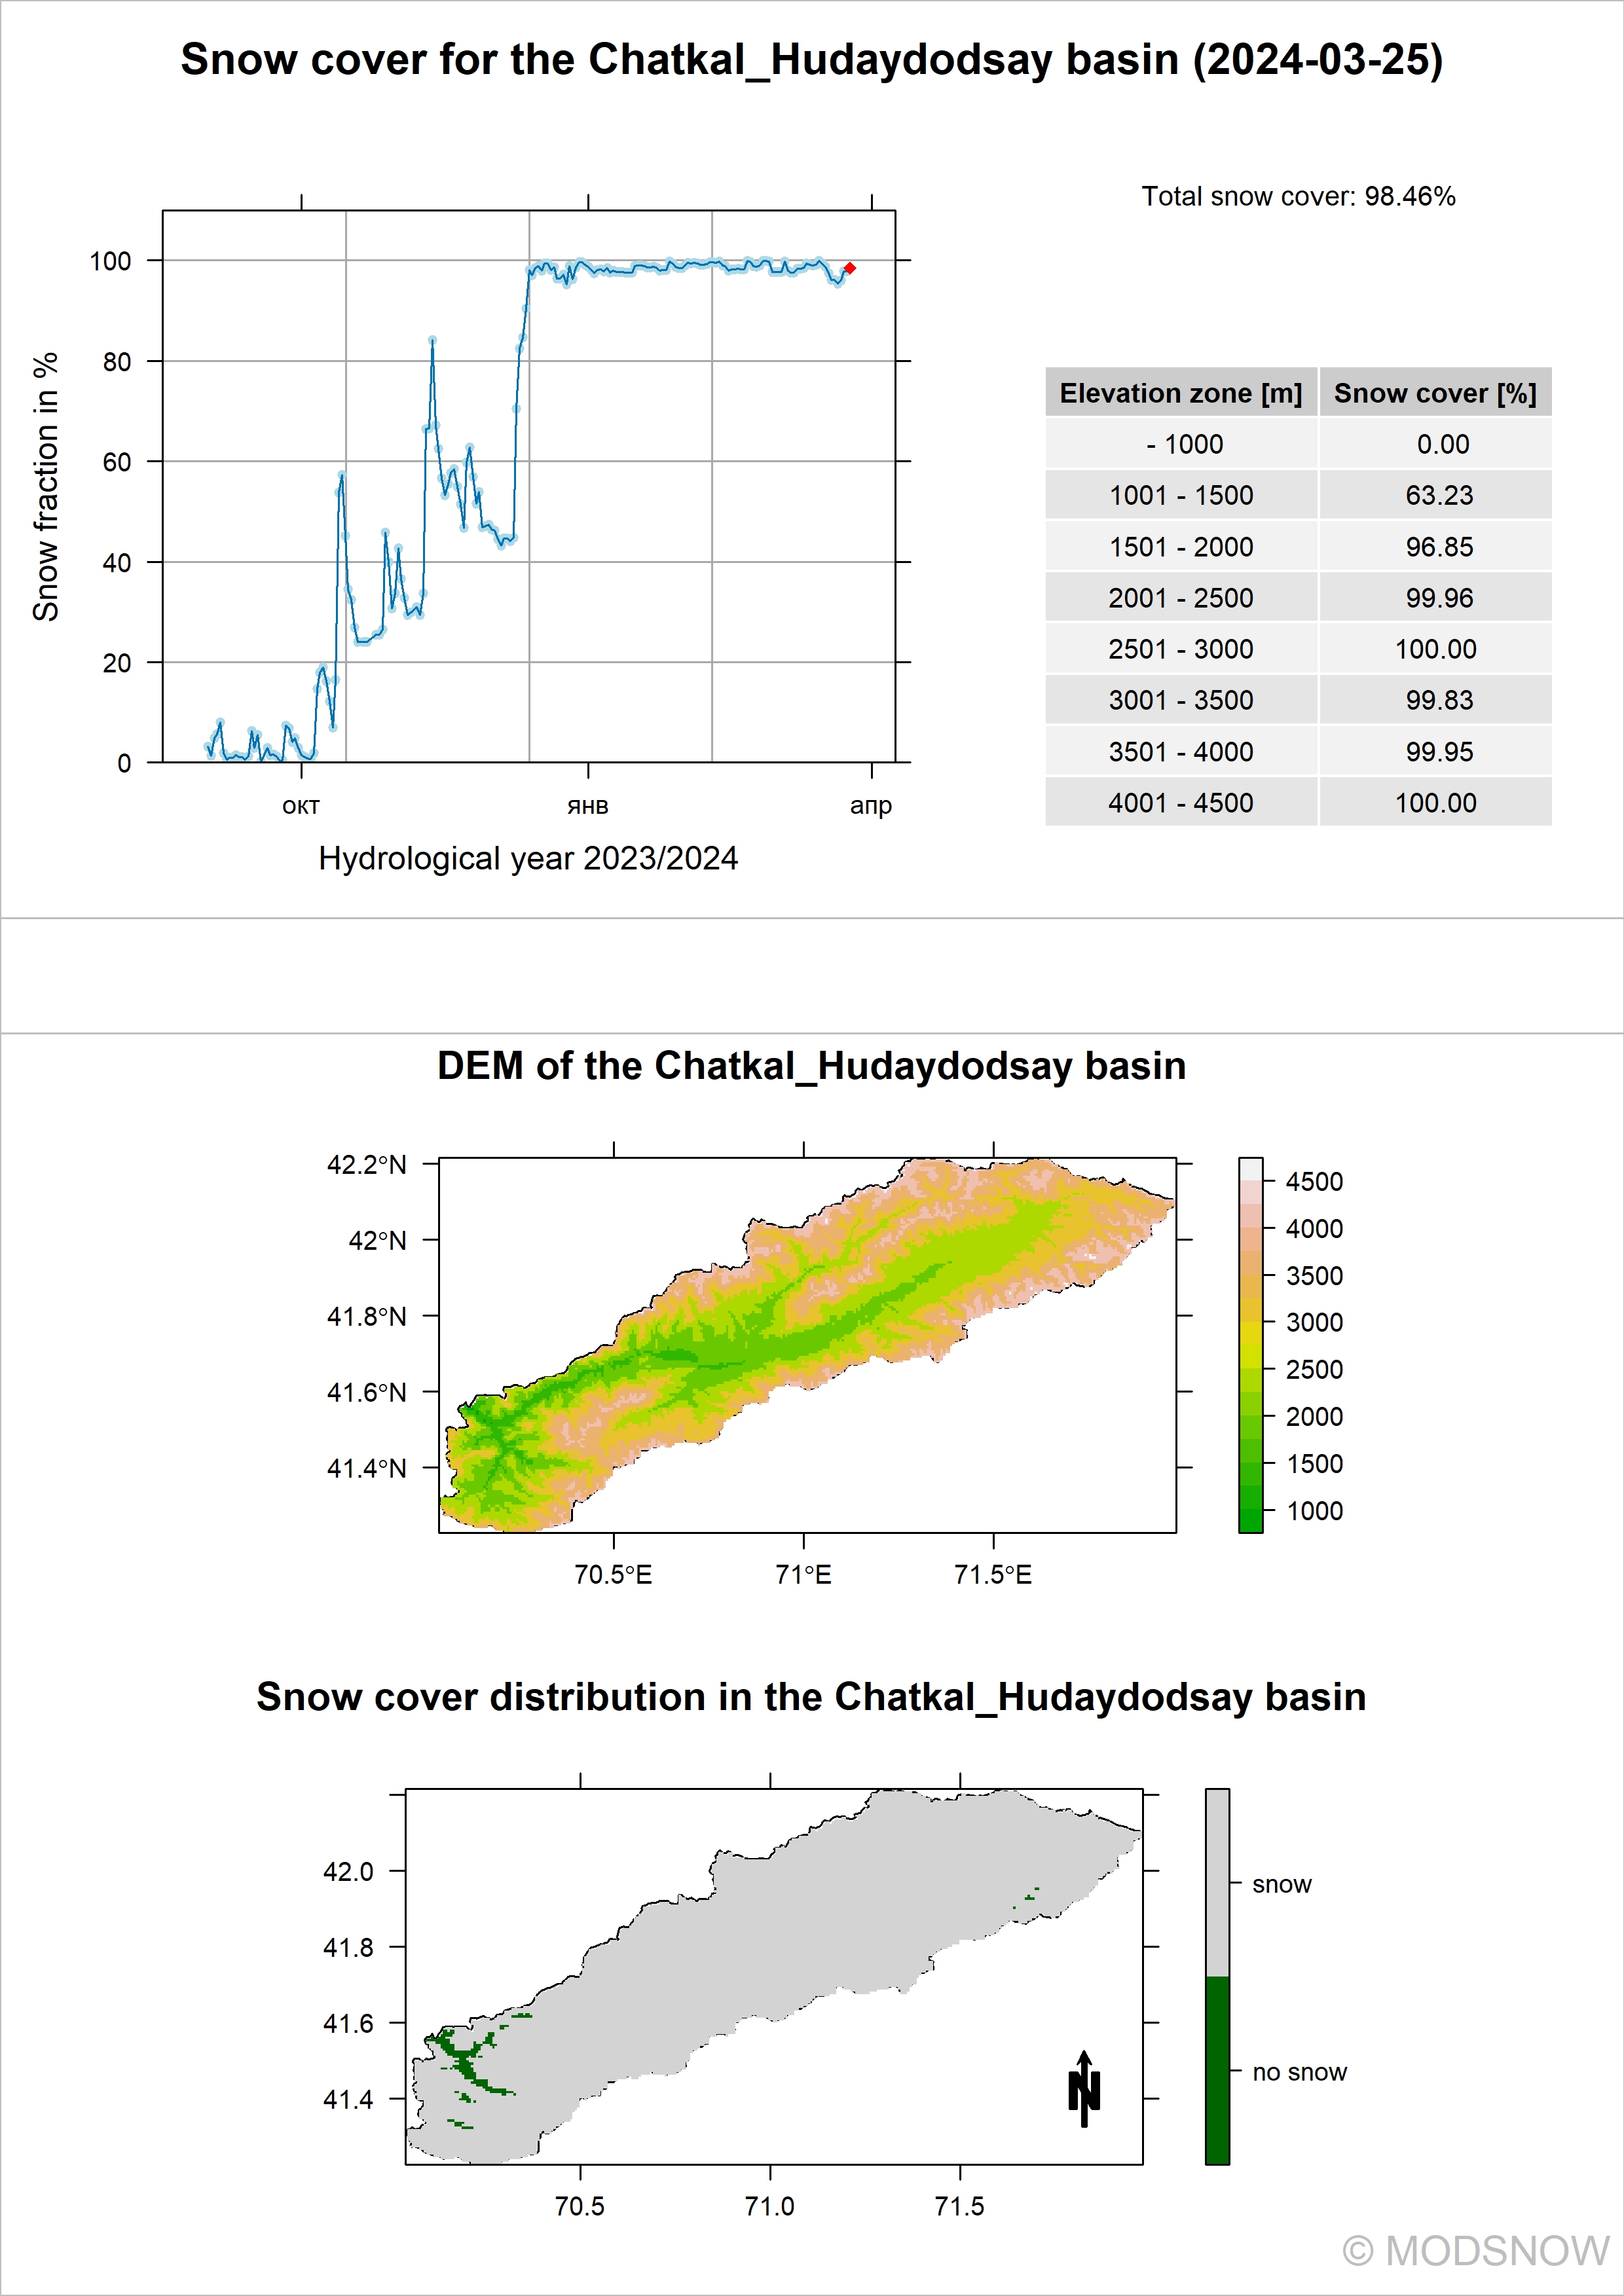 Snow cover for the Chatkal_Hudaydodsay basin (2024-03-25)
Total snow cover: 98.46%
Snow fraction in %
100
80
60
40
20
0
окт янв апр
Hydrological year 2023/2024
Elevation zone [m] Snow cover [%]
- 1000 0.00
1001 - 1500 63.23
1501 - 2000 96.85
2001 - 2500 99.96
2501 - 3000 100.00
3001 - 3500 99.83
3501 - 4000 99.95
4001 - 4500 100.00
DEM of the Chatkal_Hudaydodsay basin
42.2°N
42°N
41.8°N
41.6°N
41.4°N
70.5°E 71°E 71.5°E
4500
4000
3500
3000
2500
2000
1500
1000
Snow cover distribution in the Chatkal_Hudaydodsay basin
42.0
41.8
41.6
41.4
70.5 71.0 71.5
N
snow
no snow
© MODSNOW